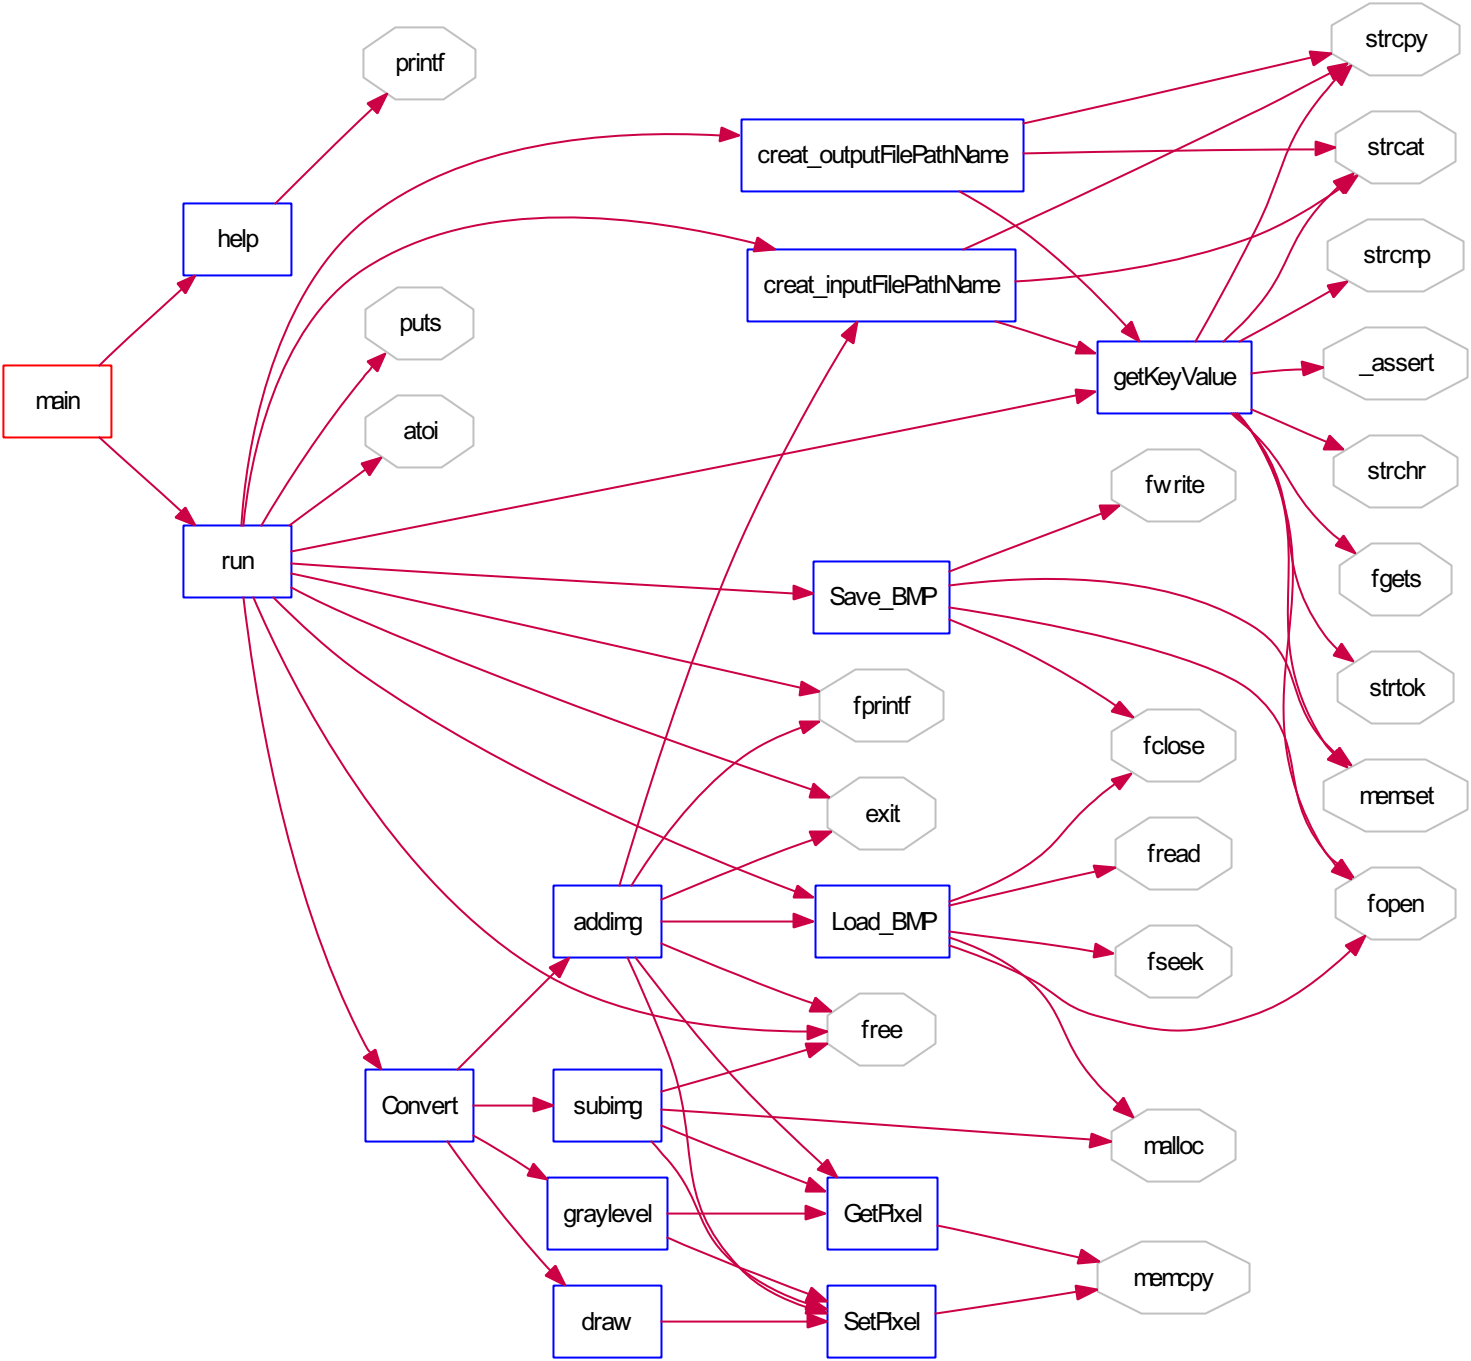 printf
strcpy
creat_outputFilePathName
strcat
help
creat_inputFilePathName
strcmp
puts
_assert
main
getKeyValue
atoi
strchr
fwrite
run
Save_BMP
fgets
strtok
fprintf
fclose
memset
exit
fread
addimg
Load_BMP
fopen
fseek
free
Convert
subimg
malloc
graylevel
GetPixel
memcpy
draw
SetPixel